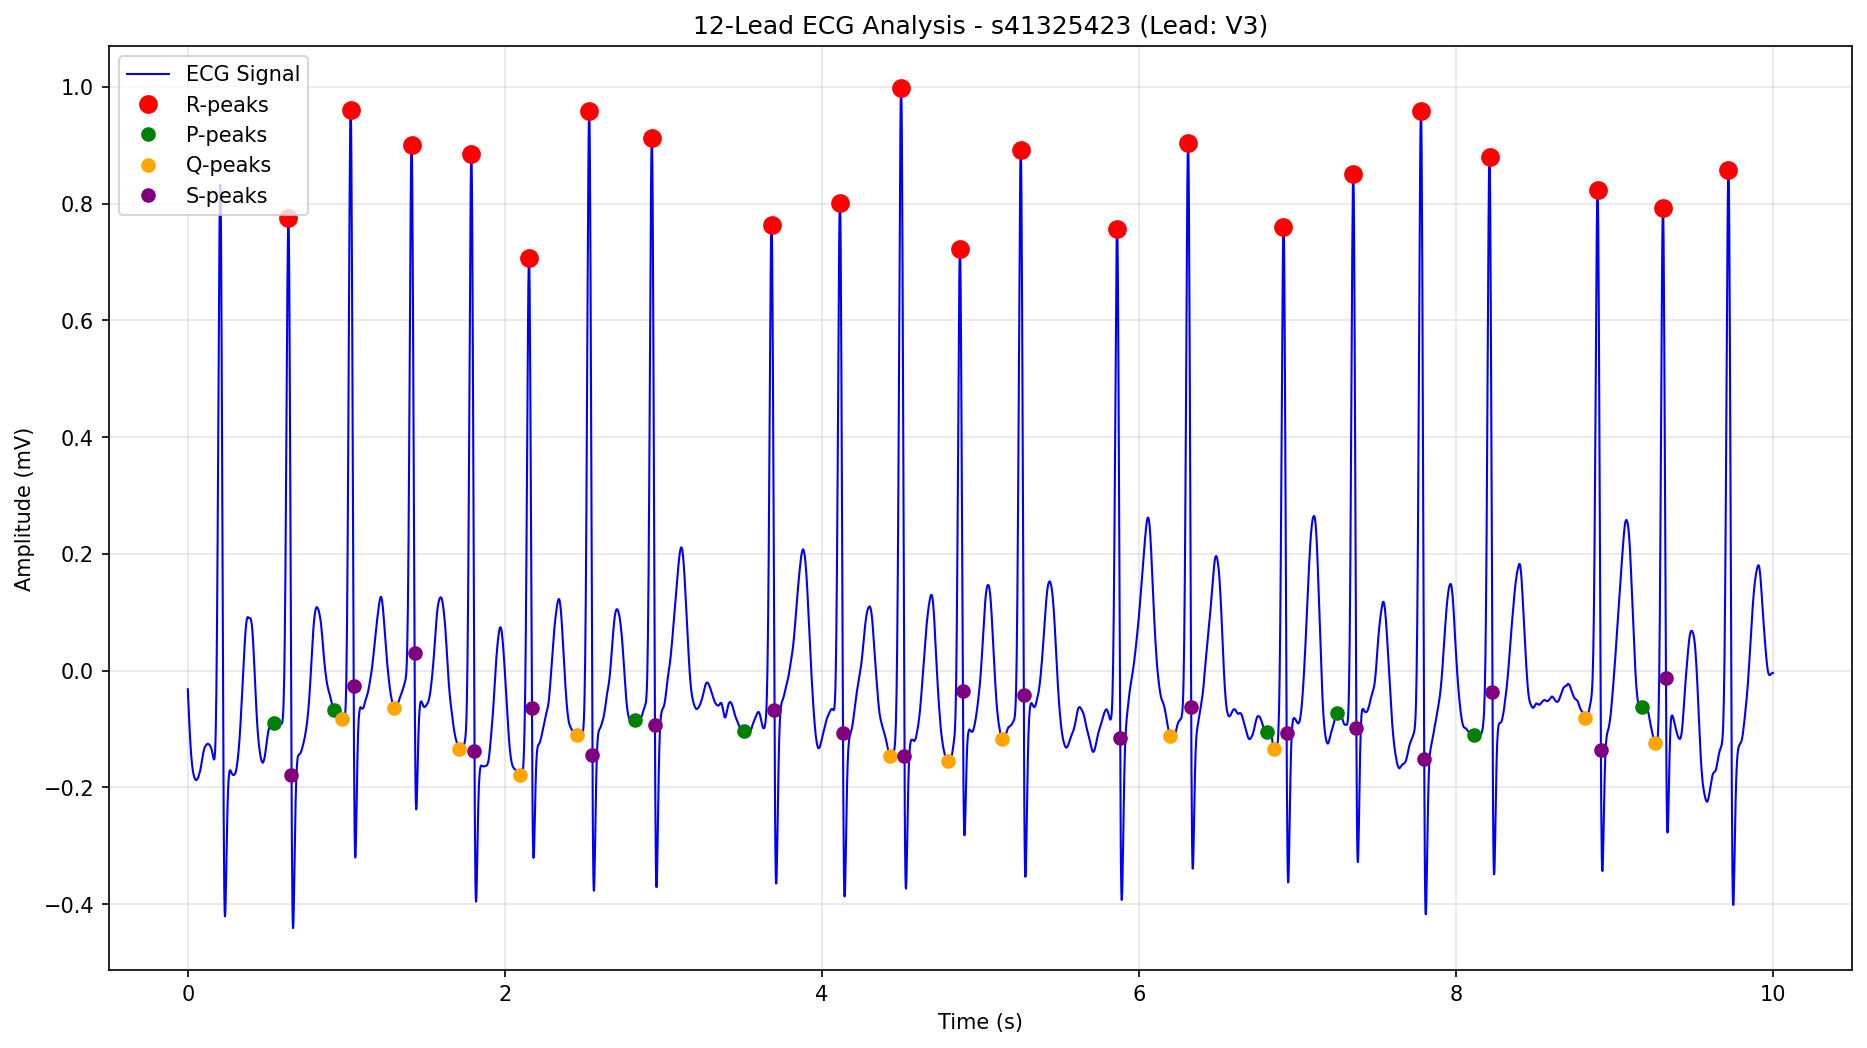 12-Lead ECG Analysis - s41325423 (Lead: V3)
ECG Signal
R-peaks
P-peaks
Q-peaks
S-peaks
Amplitude (mV)
1.0
0.8
0.6
0.4
0.2
0.0
−0.2
−0.4
0 2 4 6 8 10
Time (s)